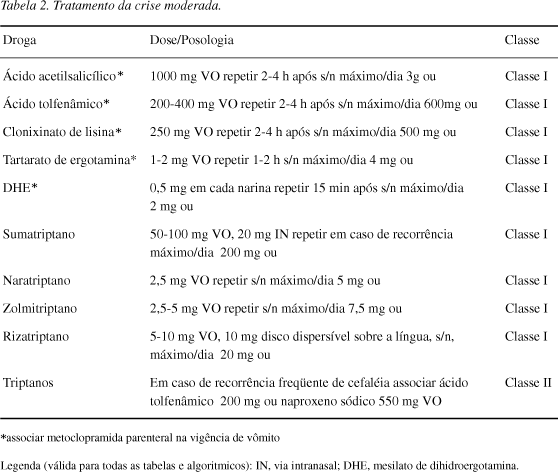 Tabela 2. Tratamento da crise moderada.
Droga Dose/Posologia Classe
Ácido acetilsalicílico* 1000 mg VO repetir 2-4 h após s/n máximo/dia 3g ou Classe I
Ácido tolfenâmico* 200-400 mg VO repetir 2-4 h após s/n máximo/dia 600mg ou Classe I
Clonixinato de lisina* 250 mg VO repetir 2-4 h após s/n máximo/dia 500 mg ou Classe I
Tartarato de ergotamina* 1-2 mg VO repetir 1-2 h s/n máximo/dia 4 mg ou Classe I
DHE* 0,5 mg em cada narina repetir 15 min após s/n máximo/dia Classe I
2 mg ou
Sumatriptano 50-100 mg VO, 20 mg IN repetir em caso de recorrência Classe I
máximo/dia 200 mg ou
Naratriptano 2,5 mg VO repetir s/n máximo/dia 5 mg ou Classe I
Zolmitriptano 2,5-5 mg VO repetir s/n máximo/dia 7,5 mg ou Classe I
Rizatriptano 5-10 mg VO, 10 mg disco dispersível sobre a língua, s/n, Classe I
máximo/dia 20 mg ou
Triptanos Em caso de recorrência freqüente de cefaléia associar ácido Classe II
tolfenâmico 200 mg ou naproxeno sódico 550 mg VO
*associar metoclopramida parenteral na vigência de vômito
Legenda (válida para todas as tabelas e algoritmicos): IN, via intranasal; DHE, mesilato de dihidroergotamina.